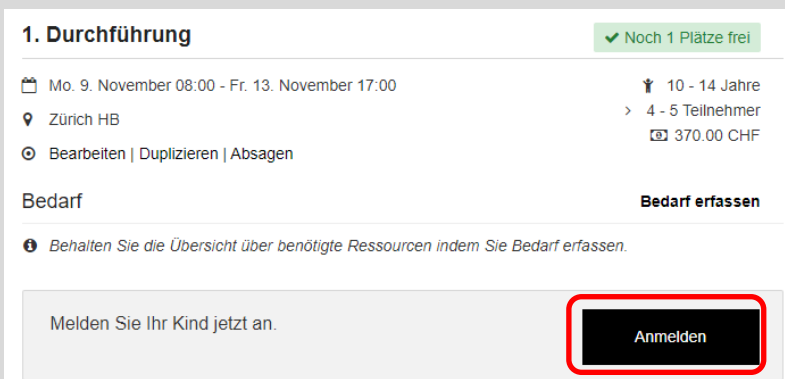 1. Durchführung
Noch 1 Plätze frei
Mo. 9. November 08:00 - Fr. 13. November 17:00
10 - 14 Jahre
Zürich HB
4 - 5 Teilnehmer
370.00 CHF
Bearbeiten | Duplizieren | Absagen
Bedarf
Bedarf erfassen
Behalten Sie die Übersicht über benötigte Ressourcen indem Sie Bedarf erfassen.
Melden Sie Ihr Kind jetzt an.
Anmelden